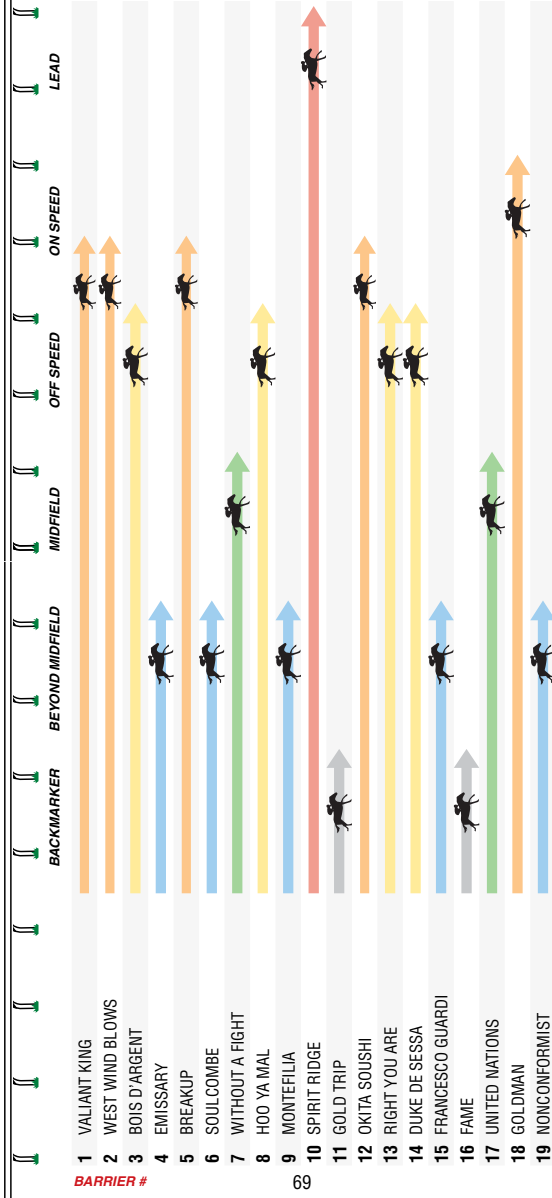 BACKMARKER BEYOND MIDFIELD MIDFIELD OFF SPEED ON SPEED LEAD
1 VALIANT KING
2 WEST WIND BLOWS
3 BOIS D'ARGENT
4 EMISSARY
5 BREAKUP
6 SOULCOMBE
7 WITHOUT A FIGHT
8 HOO YA MAL
9 MONTEFILIA
10 SPIRIT RIDGE
11 GOLD TRIP
12 OKITA SOUSHI
13 RIGHT YOU ARE
14 DUKE DE SESSA
15 FRANCESCO GUARDI
16 FAME
17 UNITED NATIONS
18 GOLDMAN
19 NONCONFORMIST
BARRIER #
69